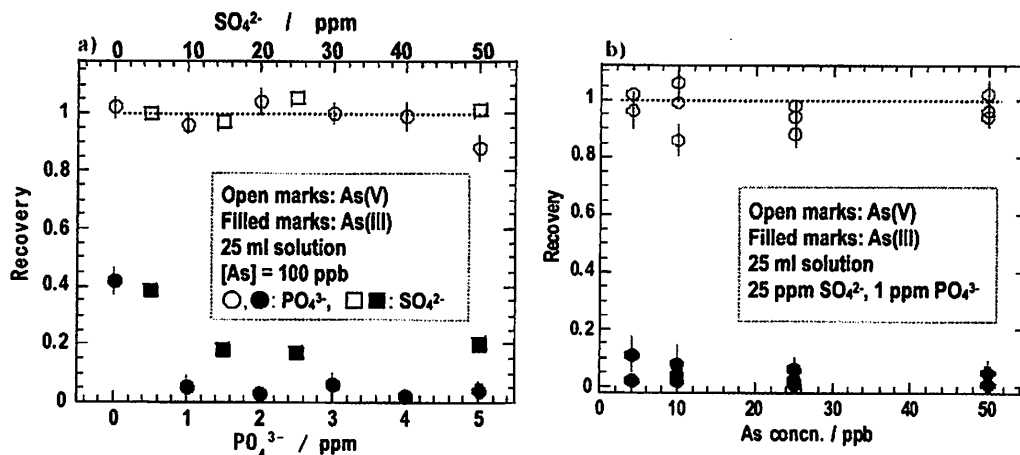 SO₄²⁻ / ppm
a)
0 10 20 30 40 50
1
0.8
0.6
0.4
0.2
0
Recovery
Open marks: As(V)
Filled marks: As(III)
25 ml solution
[As] = 100 ppb
○,●: PO₄³⁻, □ ■: SO₄²⁻
0 1 2 3 4 5
PO₄³⁻ / ppm
b)
1
0.8
0.6
0.4
0.2
0
Recovery
Open marks: As(V)
Filled marks: As(III)
25 ml solution
25 ppm SO₄²⁻, 1 ppm PO₄³⁻
0 10 20 30 40 50
As concn. / ppb